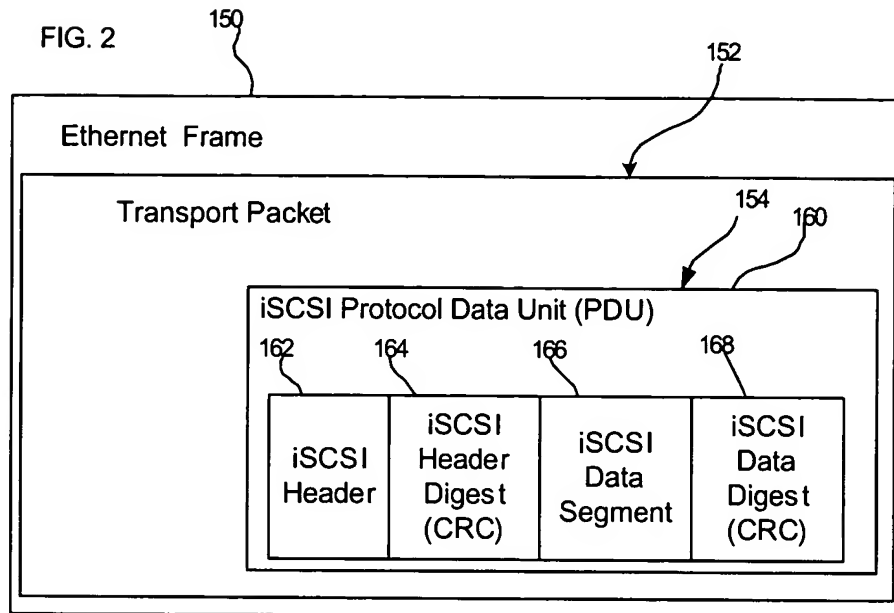 FIG. 2
150
152
Ethernet Frame
Transport Packet
154
160
iSCSI Protocol Data Unit (PDU)
162
164
166
168
iSCSI
Header
iSCSI
Header
Digest
(CRC)
iSCSI
Data
Segment
iSCSI
Data
Digest
(CRC)